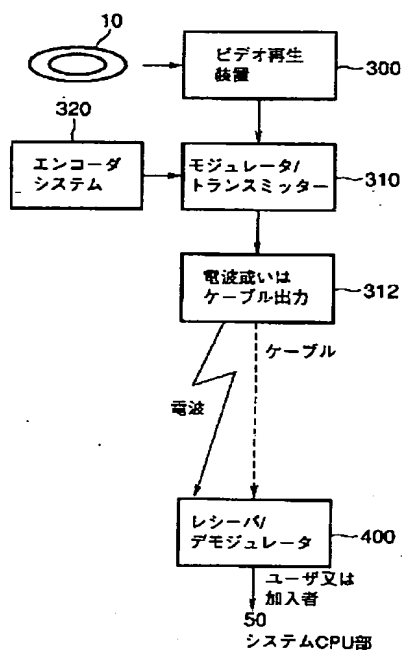 10
ビデオ再生
装置
300
320
エンコーダ
システム
モジュレータ/
トランスミッター
310
電波或いは
ケーブル出力
312
ケーブル
電波
レシーバ/
デモジュレータ
400
ユーザ又は
加入者
50
システムCPU部